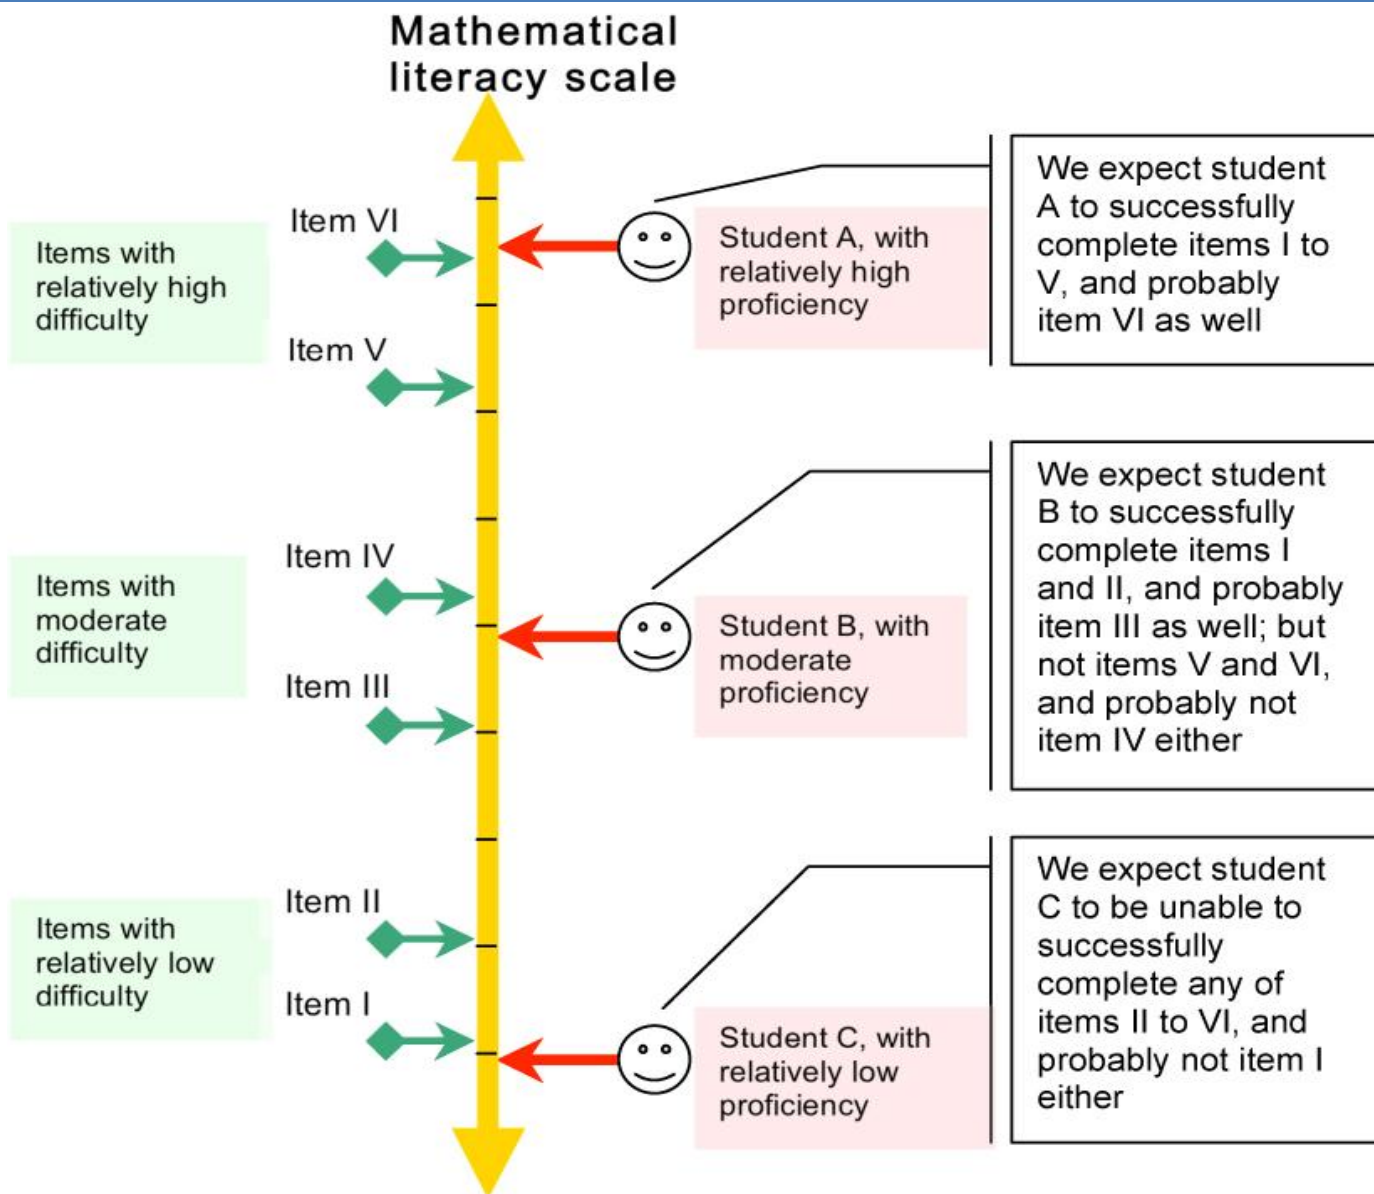 Mathematical
literacy scale
Item VI
Items with
relatively high
difficulty
Item V
Student A, with
relatively high
proficiency
We expect student
A to successfully
complete items I to
V, and probably
item VI as well
Item IV
Items with
moderate
difficulty
Item III
Student B, with
moderate
proficiency
We expect student
B to successfully
complete items I
and II, and probably
item III as well; but
not items V and VI,
and probably not
item IV either
Item II
Items with
relatively low
difficulty
Item I
Student C, with
relatively low
proficiency
We expect student
C to be unable to
successfully
complete any of
items II to VI, and
probably not item I
either